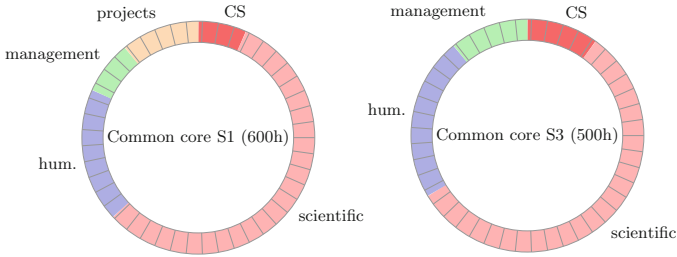 projects
CS
management
hum.
Common core S1 (600h)
scientific
management
CS
hum.
Common core S3 (500h)
scientific